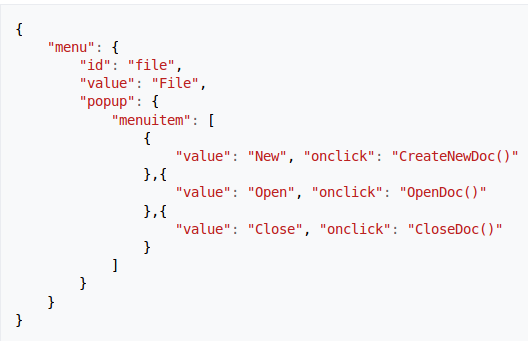 {
    "menu": {
        "id": "file",
        "value": "File",
        "popup": {
            "menuitem": [
                {
                    "value": "New", "onclick": "CreateNewDoc()"
                },{
                    "value": "Open", "onclick": "OpenDoc()"
                },{
                    "value": "Close", "onclick": "CloseDoc()"
                }
            ]
        }
    }
}